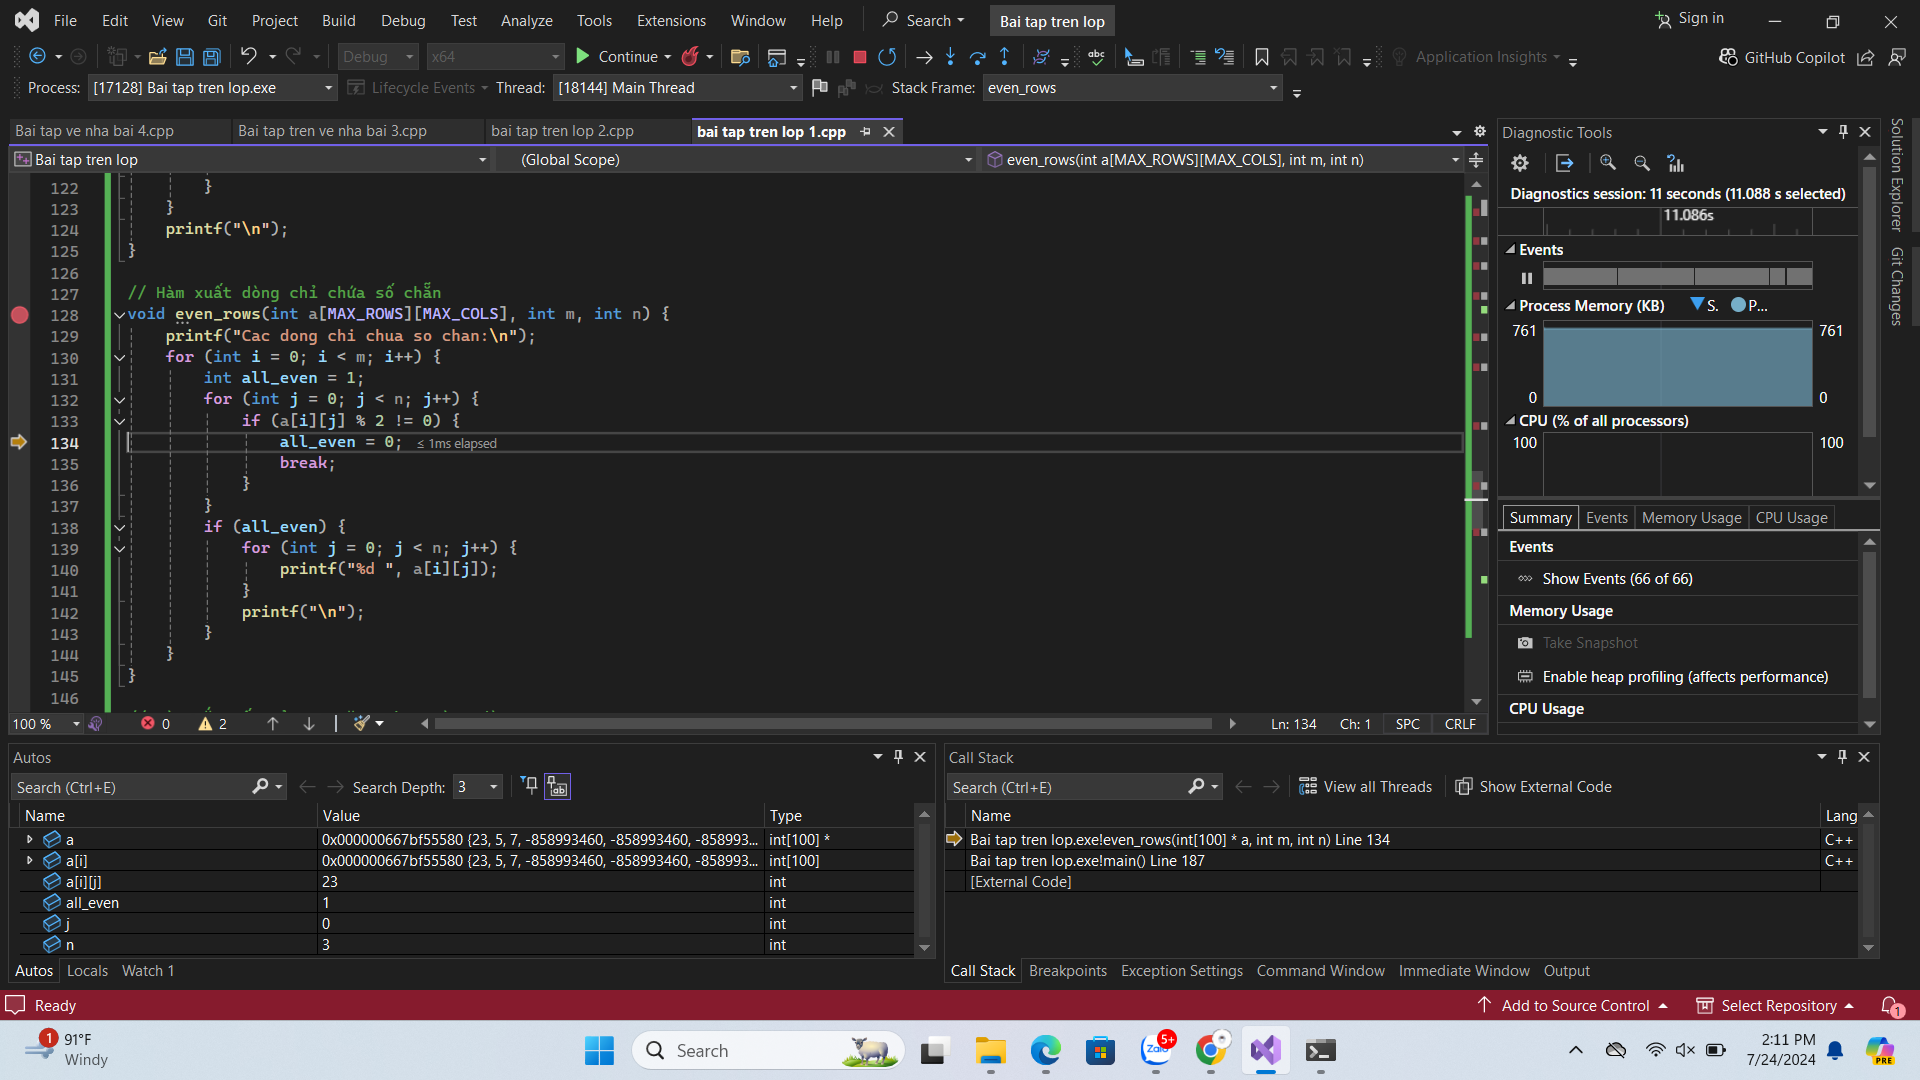 File Edit View Git Project Build Debug Test Analyze Tools Extensions Window Help Search Bai tap tren lop Sign in
Debug x64 Continue abc Application Insights GitHub Copilot
Process: [17128] Bai tap tren lop.exe Lifecycle Events Thread: [18144] Main Thread Stack Frame: even_rows
Bai tap ve nha bai 4.cpp Bai tap tren ve nha bai 3.cpp bai tap tren lop 2.cpp bai tap tren lop 1.cpp
Bai tap tren lop (Global Scope) even_rows(int a[MAX_ROWS][MAX_COLS], int m, int n)
122 }
123 }
124 printf("\n");
125 }
126
127 // Hàm xuất dòng chỉ chứa số chẵn
128 void even_rows(int a[MAX_ROWS][MAX_COLS], int m, int n) {
129 printf("Cac dong chi chua so chan:\n");
130 for (int i = 0; i < m; i++) {
131 int all_even = 1;
132 for (int j = 0; j < n; j++) {
133 if (a[i][j] % 2 != 0) {
134 all_even = 0; ≤ 1ms elapsed
135 break;
136 }
137 }
138 if (all_even) {
139 for (int j = 0; j < n; j++) {
140 printf("%d ", a[i][j]);
141 }
142 printf("\n");
143 }
144 }
145 }
146
100 % 0 2 Ln: 134 Ch: 1 SPC CRLF
Diagnostic Tools
Diagnostics session: 11 seconds (11.088 s selected)
11.086s
Events
Process Memory (KB) S. P...
761 761
0 0
CPU (% of all processors)
100 100
Summary Events Memory Usage CPU Usage
Events
Show Events (66 of 66)
Memory Usage
Take Snapshot
Enable heap profiling (affects performance)
CPU Usage
Solution Explorer
Git Changes
Autos
Search (Ctrl+E) Search Depth: 3
Name Value Type
a 0x000000667bf55580 {23, 5, 7, -858993460, -858993460, -858993... int[100] *
a[i] 0x000000667bf55580 {23, 5, 7, -858993460, -858993460, -858993... int[100]
a[i][j] 23 int
all_even 1 int
j 0 int
n 3 int
Autos Locals Watch 1
Call Stack
Search (Ctrl+E) View all Threads Show External Code
Name Lang
Bai tap tren lop.exe!even_rows(int[100] * a, int m, int n) Line 134 C++
Bai tap tren lop.exe!main() Line 187 C++
[External Code]
Call Stack Breakpoints Exception Settings Command Window Immediate Window Output
Ready Add to Source Control Select Repository 1
1 91°F
Windy
Search
Zalo 5+
2:11 PM
7/24/2024
PRE